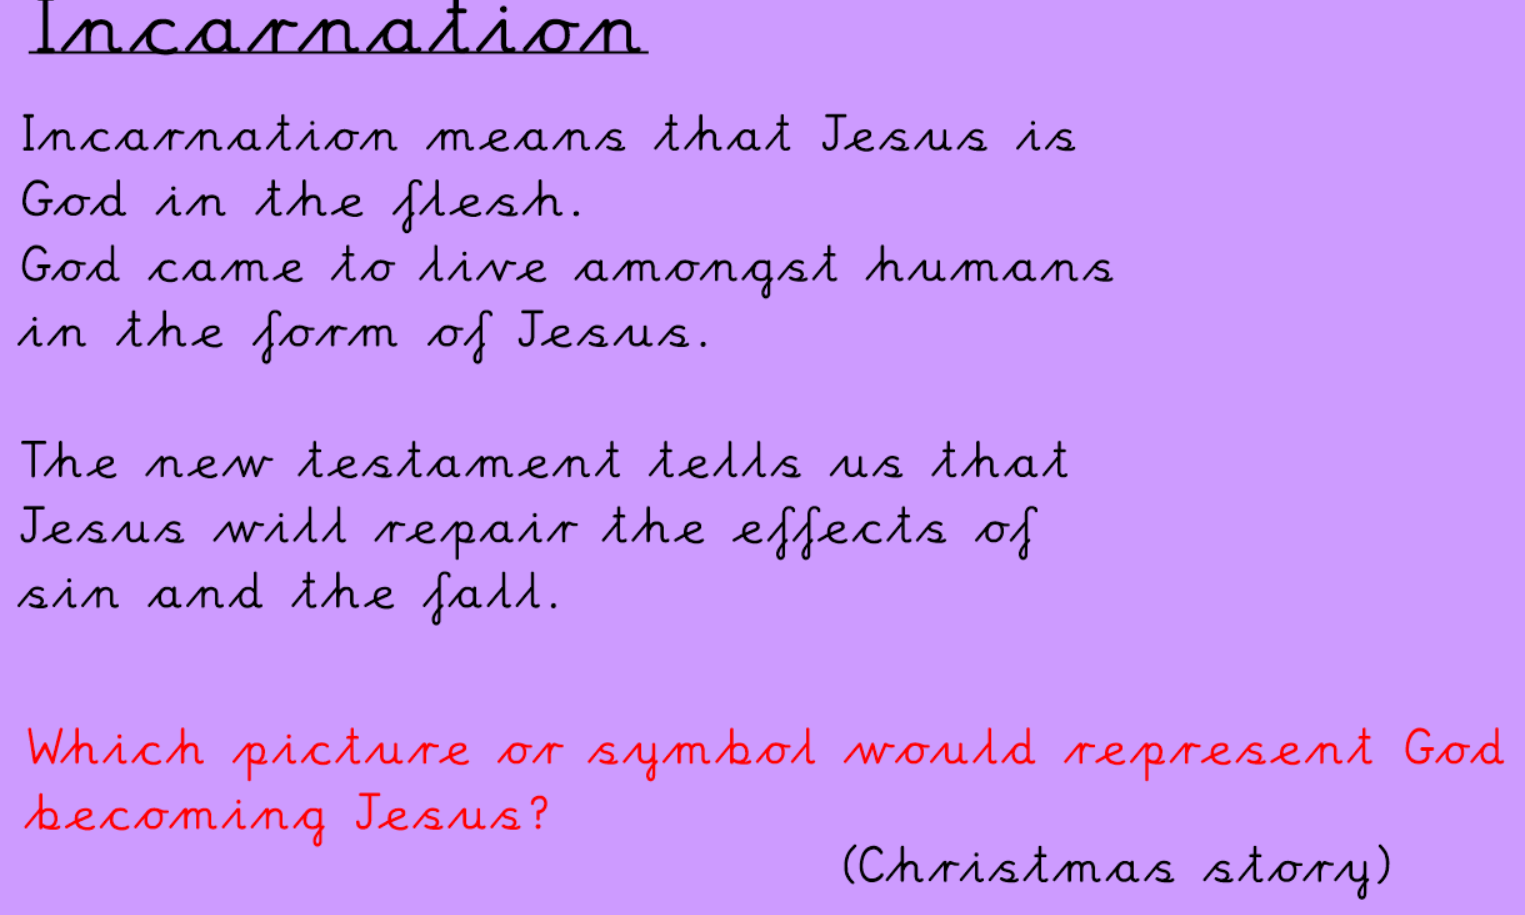 Incarnation
Incarnation means that Jesus is
God in the flesh.
God came to live amongst humans
in the form of Jesus.
The new testament tells us that
Jesus will repair the effects of
sin and the fall.
Which picture or symbol would represent God
becoming Jesus?
(Christmas story)